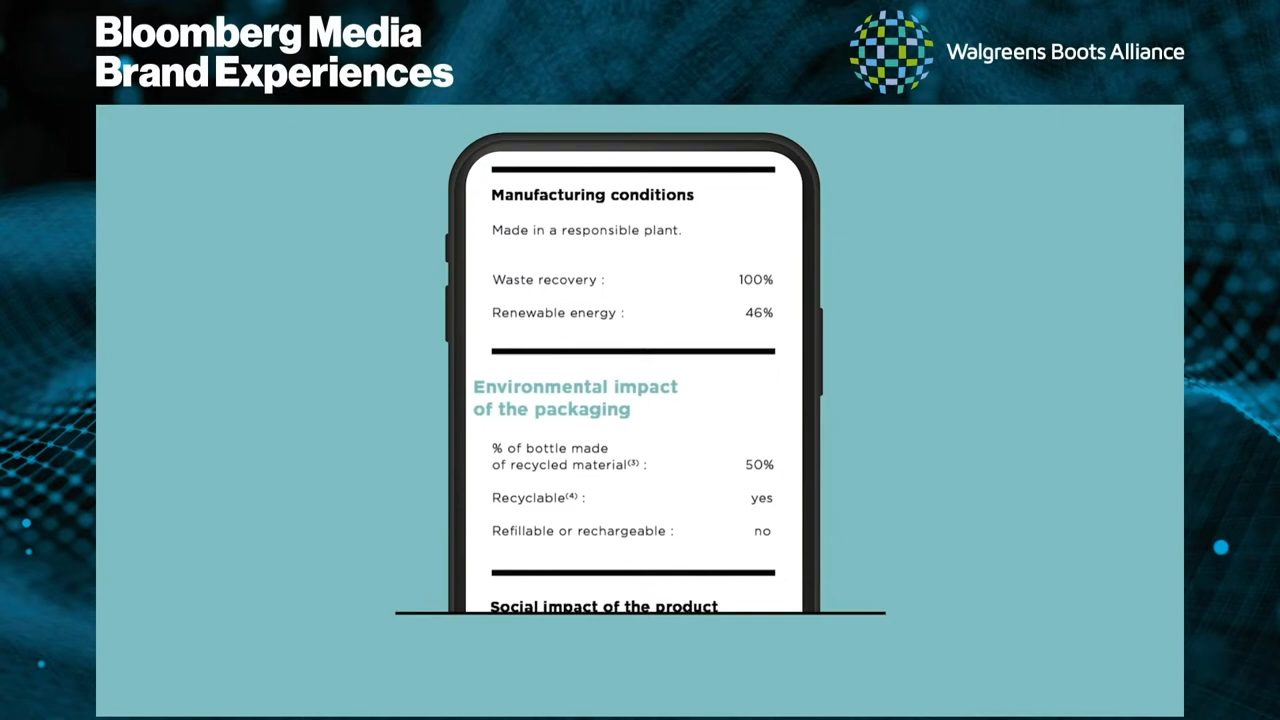 Bloomberg Media
Brand Experiences
Walgreens Boots Alliance
Manufacturing conditions
Made in a responsible plant.
Waste recovery : 100%
Renewable energy : 46%
Environmental impact
of the packaging
% of bottle made
of recycled material⁽³⁾ : 50%
Recyclable⁽⁴⁾ : yes
Refillable or rechargeable : no
Social impact of the product